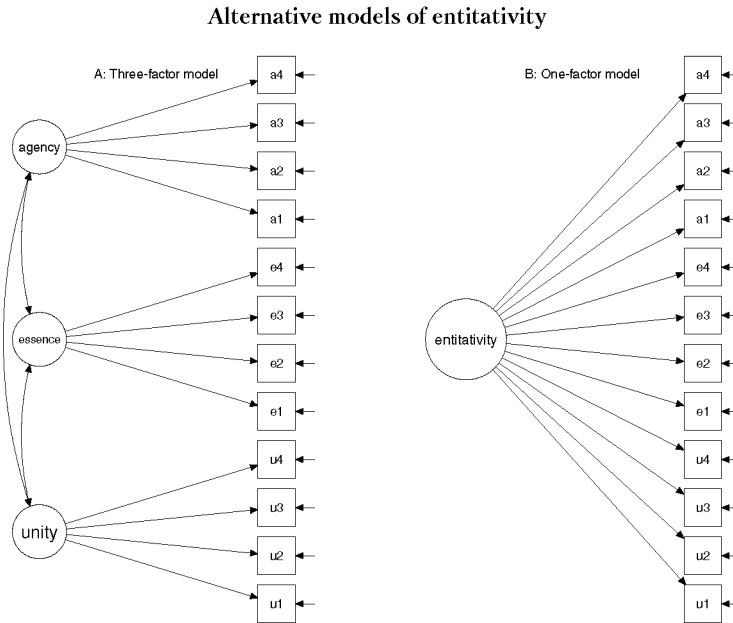 Alternative models of entitativity
A: Three-factor model
agency
essence
unity
a4
a3
a2
a1
e4
e3
e2
e1
u4
u3
u2
u1
B: One-factor model
entitativity
a4
a3
a2
a1
e4
e3
e2
e1
u4
u3
u2
u1